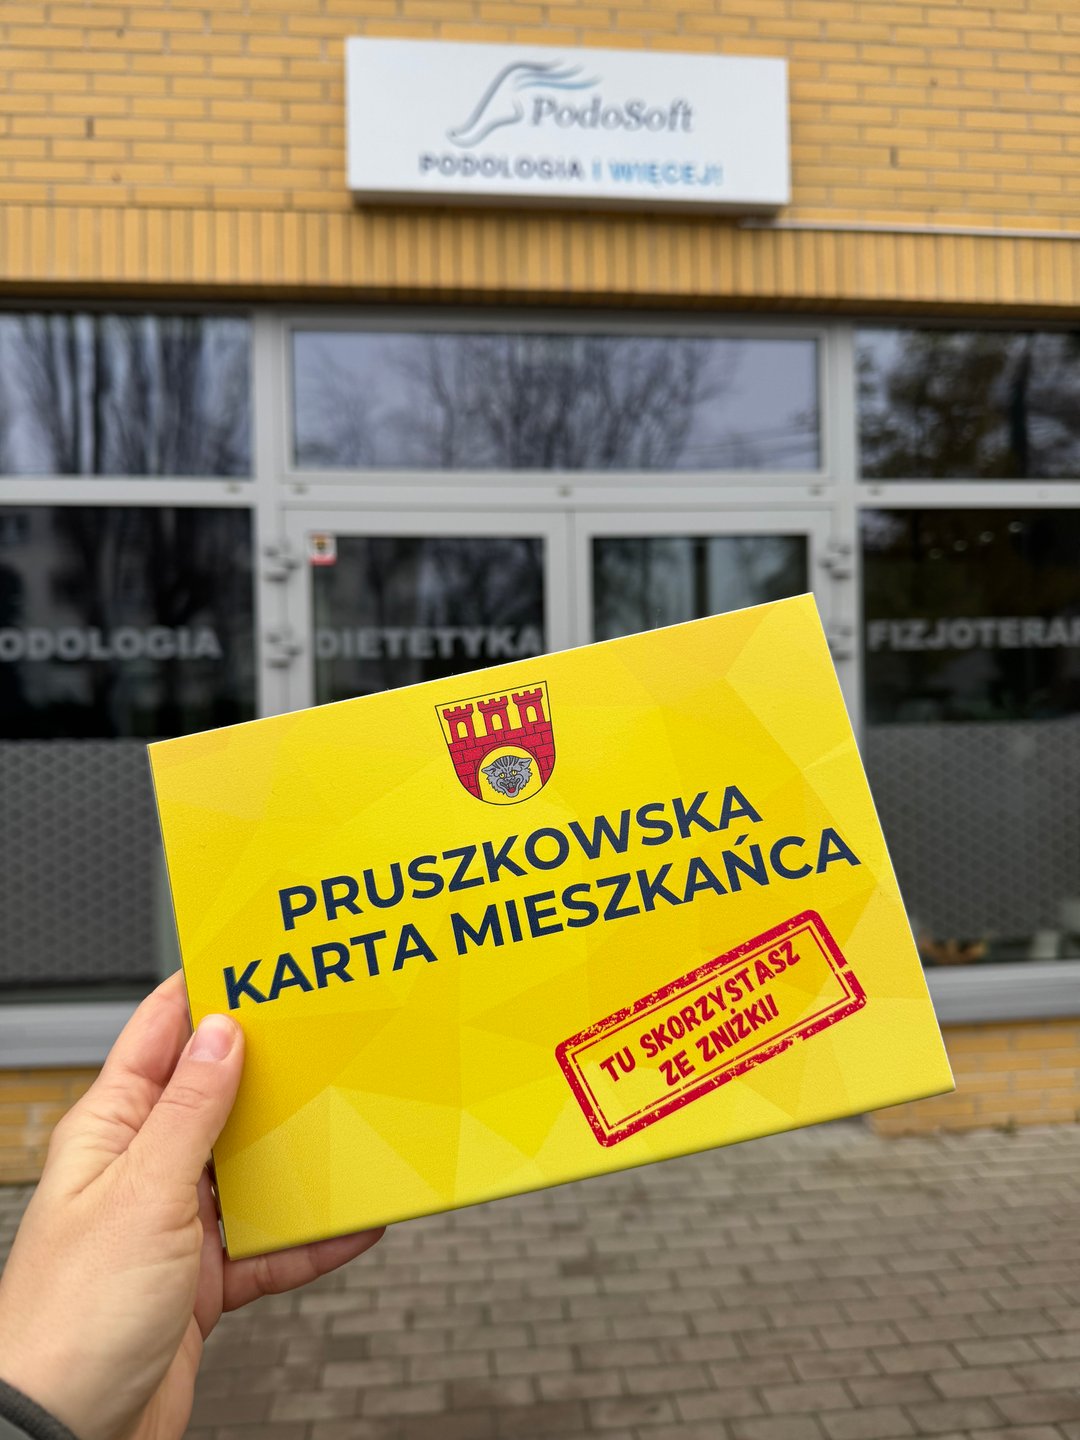 PodoSoft
PODOLOGIA I WIĘCEJ!
ODOLOGIA
DIETETYKA
FIZJOTERAP
PRUSZKOWSKA
KARTA MIESZKAŃCA
TU SKORZYSTASZ
ZE ZNIŻKI!